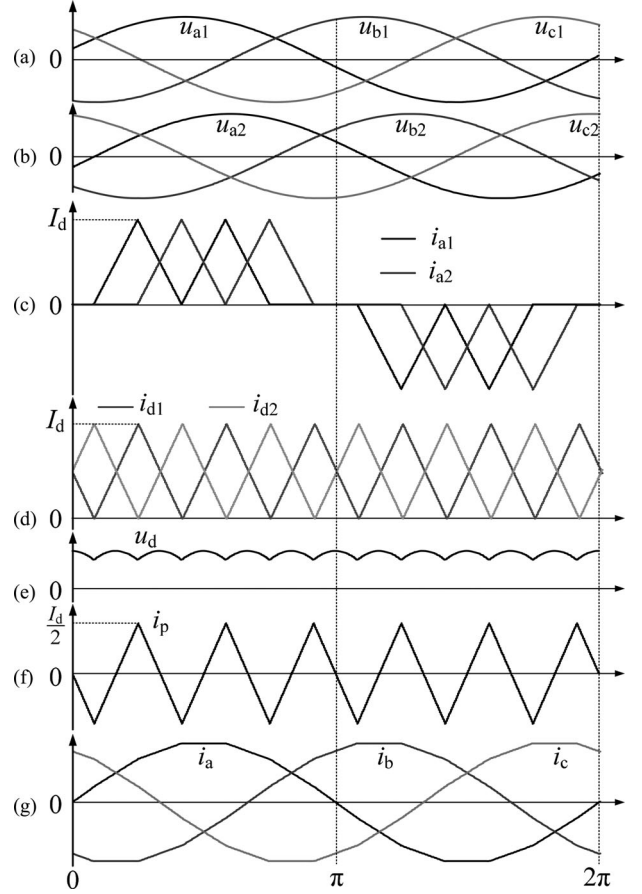 u_a1 u_b1 u_c1
(a) 0
u_a2 u_b2 u_c2
(b) 0
I_d
i_a1
i_a2
(c) 0
i_d1 i_d2
I_d
(d) 0
u_d
(e) 0
I_d/2 i_p
(f) 0
i_a i_b i_c
(g) 0
0 π 2π